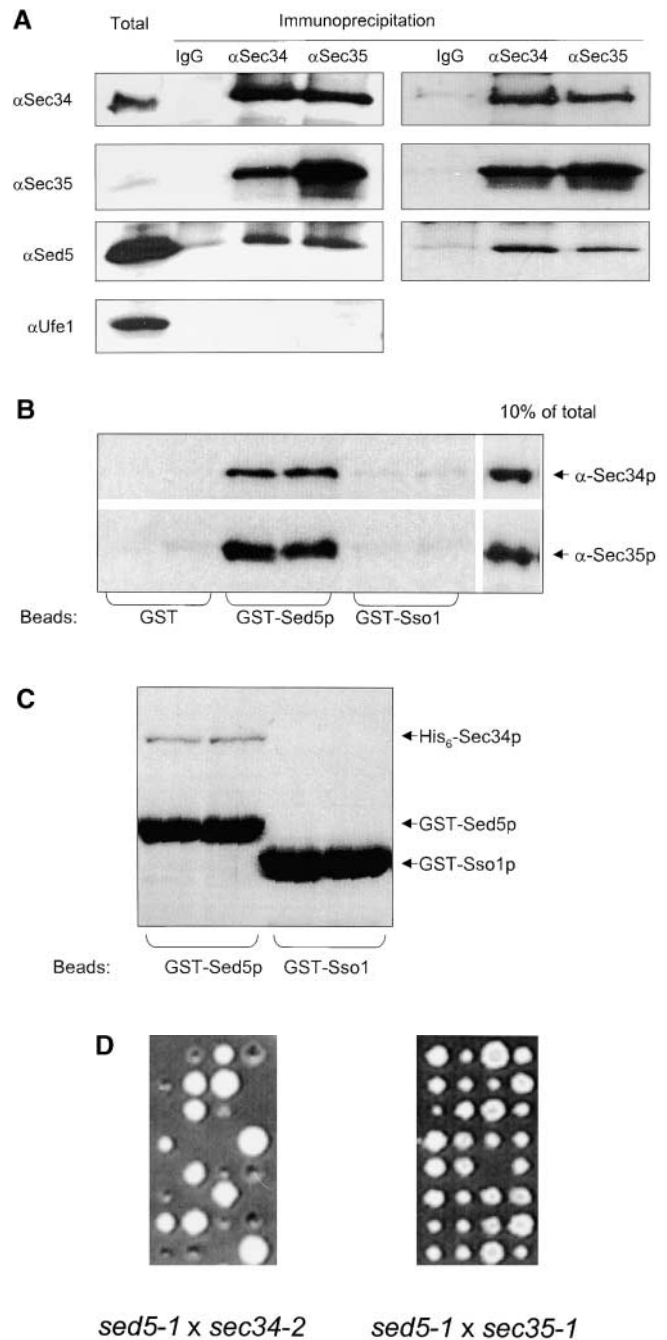 A
Total
Immunoprecipitation
IgG αSec34 αSec35 IgG αSec34 αSec35
αSec34
αSec35
αSed5
αUfe1
B
10% of total
α-Sec34p
α-Sec35p
Beads: GST GST-Sed5p GST-Sso1
C
His₆-Sec34p
GST-Sed5p
GST-Sso1p
Beads: GST-Sed5p GST-Sso1
D
sed5-1 x sec34-2 sed5-1 x sec35-1